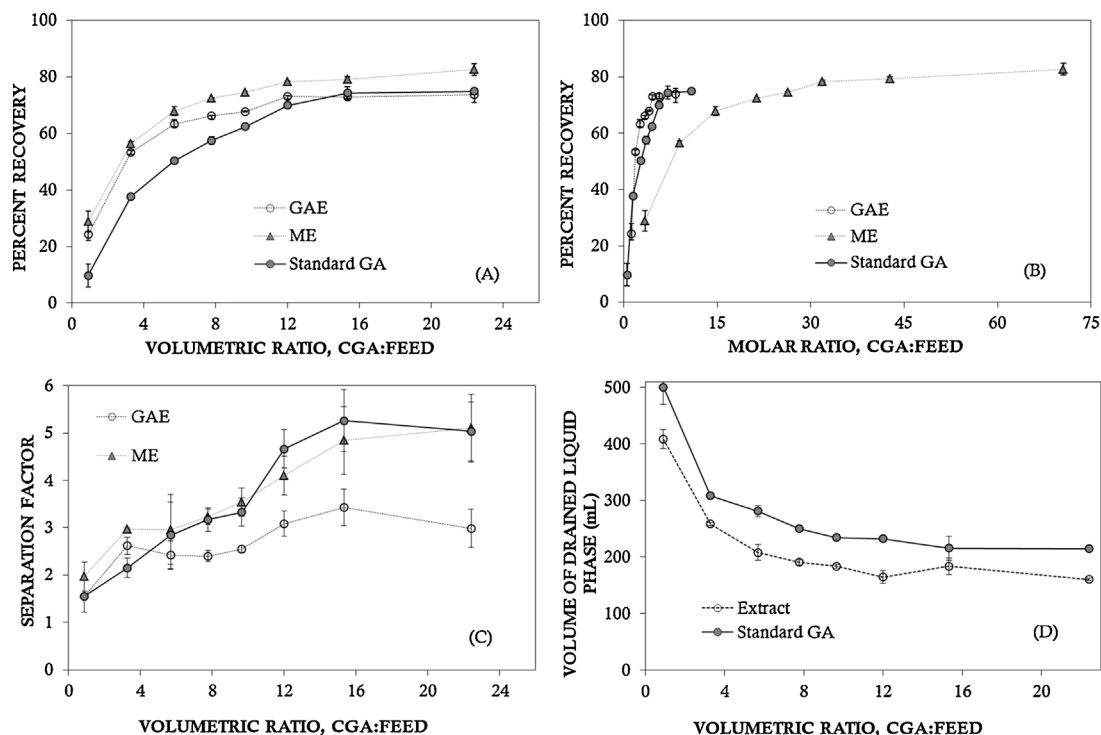 100
80
60
40
20
0
PERCENT RECOVERY
GAE
ME
Standard GA
(A)
0 4 8 12 16 20 24
VOLUMETRIC RATIO, CGA:FEED
100
80
60
40
20
0
PERCENT RECOVERY
GAE
ME
Standard GA
(B)
0 15 30 45 60 75
MOLAR RATIO, CGA:FEED
6
5
4
3
2
1
0
SEPARATION FACTOR
GAE
ME
(C)
0 4 8 12 16 20 24
VOLUMETRIC RATIO, CGA:FEED
500
400
300
200
100
0
VOLUME OF DRAINED LIQUID
PHASE (mL)
Extract
Standard GA
(D)
0 4 8 12 16 20
VOLUMETRIC RATIO, CGA:FEED